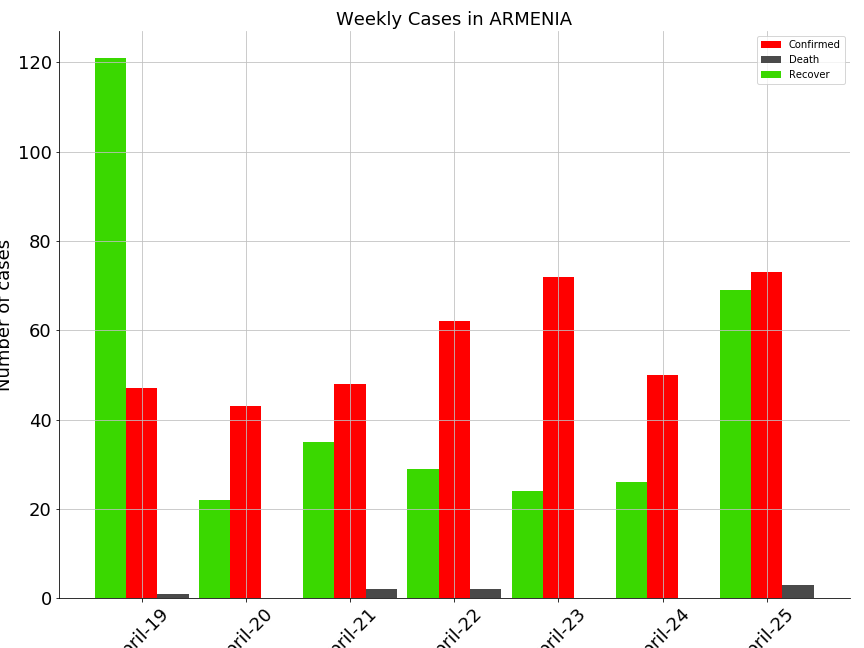 Weekly Cases in ARMENIA
Confirmed
Death
Recover
Number of cases
120
100
80
60
40
20
0
pril-19
pril-20
pril-21
pril-22
pril-23
pril-24
pril-25